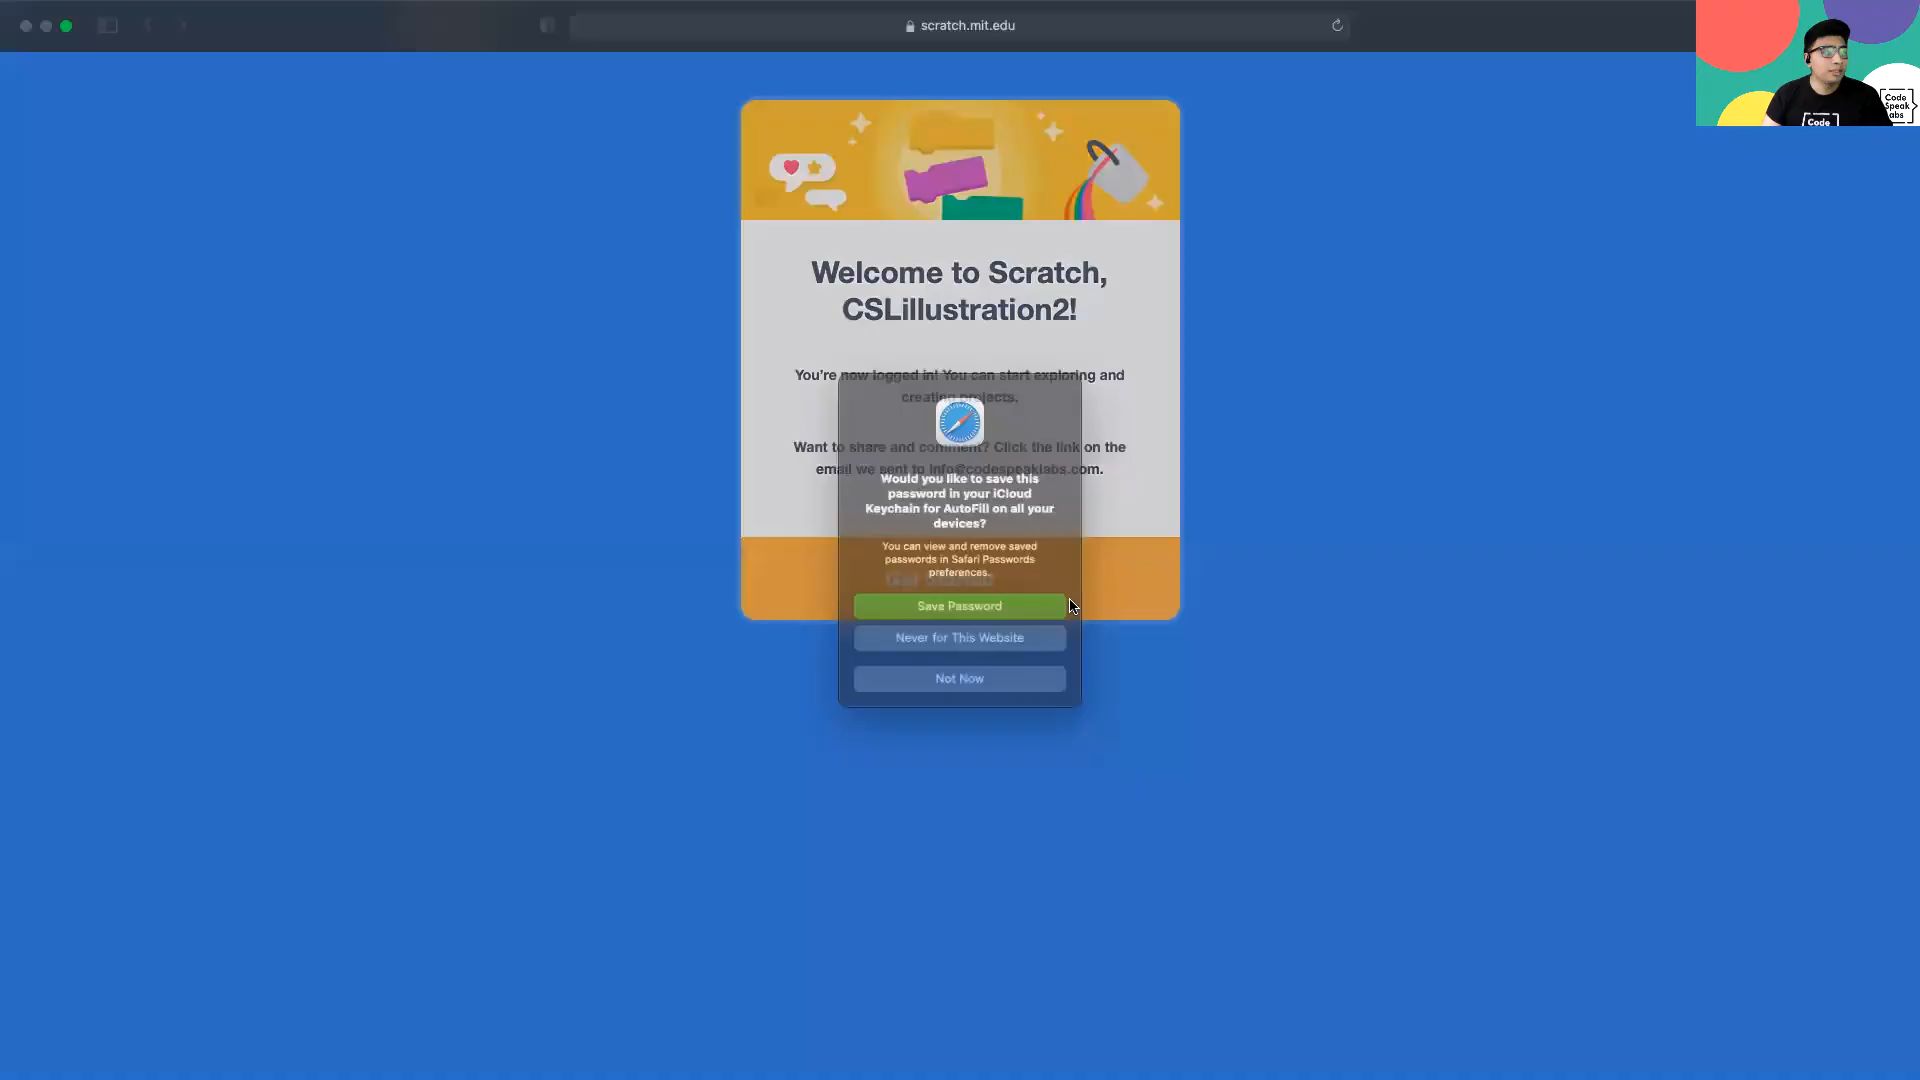 scratch.mit.edu
Code
Speak
Labs
Code
Welcome to Scratch,
CSLillustration2!
You're now logged in! You can start exploring and
creating projects.
Want to share and comment? Click the link on the
email we sent to info@codespeaklabs.com.
Would you like to save this
password in your iCloud
Keychain for AutoFill on all your
devices?
You can view and remove saved
passwords in Safari Passwords
preferences.
Save Password
Never for This Website
Not Now